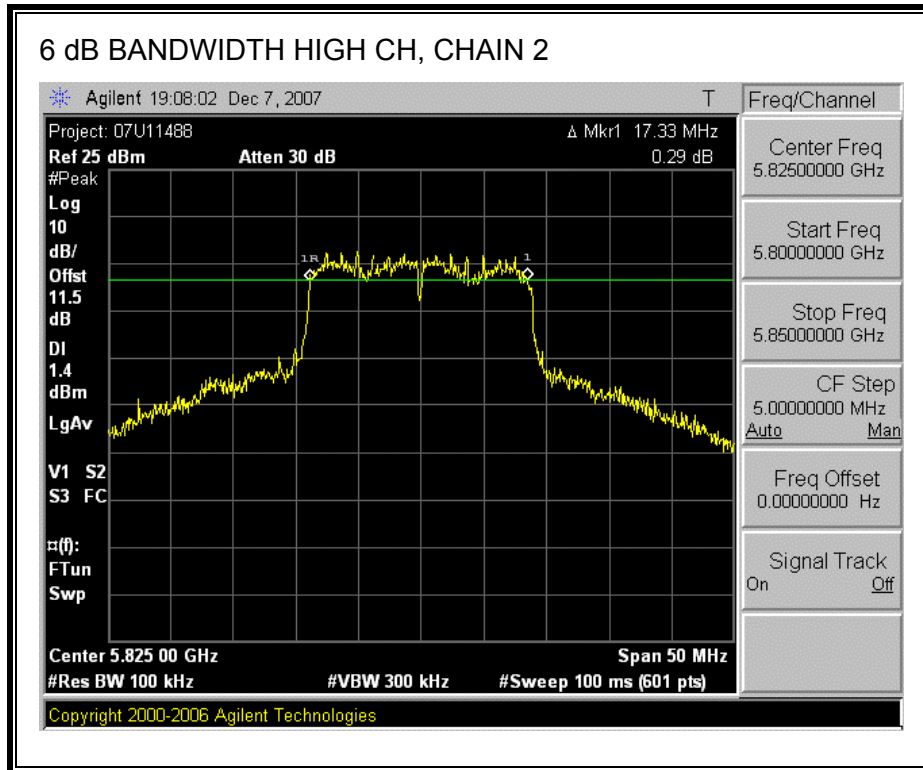 6 dB BANDWIDTH HIGH CH, CHAIN 2
Agilent 19:08:02 Dec 7, 2007 T
Project: 07U11488 Δ Mkr1 17.33 MHz
Ref 25 dBm Atten 30 dB 0.29 dB
#Peak
Log
10
dB/
Offst
11.5
dB
DI
1.4
dBm
LgAv
V1 S2
S3 FC
¤(f):
FTun
Swp
1R
1
Center 5.825 00 GHz Span 50 MHz
#Res BW 100 kHz #VBW 300 kHz #Sweep 100 ms (601 pts)
Copyright 2000-2006 Agilent Technologies
Freq/Channel
Center Freq
5.82500000 GHz
Start Freq
5.80000000 GHz
Stop Freq
5.85000000 GHz
CF Step
5.00000000 MHz
Auto Man
Freq Offset
0.00000000 Hz
Signal Track
On Off